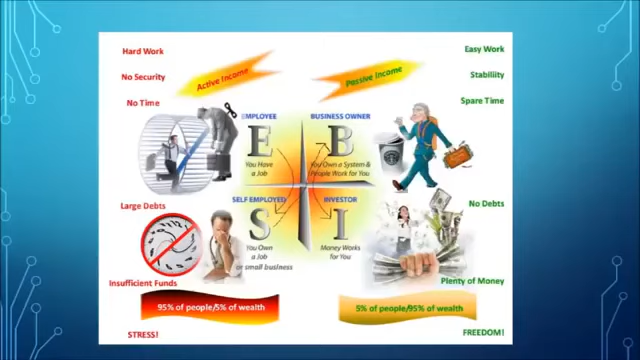 Hard Work
Easy Work
Active Income
Passive Income
No Security
Stability
No Time
Spare Time
EMPLOYEE
E
You Have
a Job
BUSINESS OWNER
B
You Own a System &
People Work for You
SELF EMPLOYED
S
You Own
a Job
or small business
INVESTOR
I
Money Works
for You
Large Debts
No Debts
Insufficient Funds
Plenty of Money
95% of people/5% of wealth
5% of people/95% of wealth
STRESS!
FREEDOM!